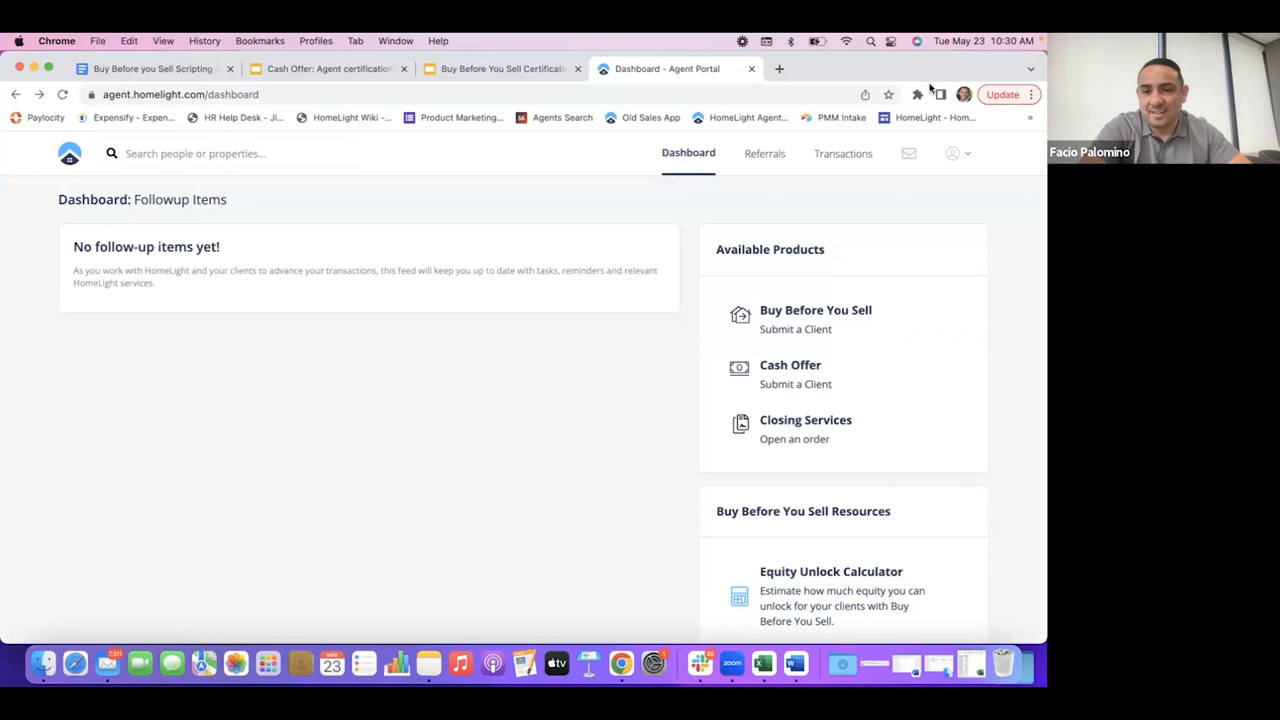 Chrome File Edit View History Bookmarks Profiles Tab Window Help Tue May 23 10:30 AM
Buy Before you Sell Scripting - Cash Offer: Agent certification Buy Before You Sell Certificati Dashboard - Agent Portal
agent.homelight.com/dashboard Update
Paylocity Expensify - Expen... HR Help Desk - Ji... HomeLight Wiki -... Product Marketing... Agents Search Old Sales App HomeLight Agent... PMM Intake HomeLight - Hom... »
Search people or properties... Dashboard Referrals Transactions
Facio Palomino
Dashboard: Followup Items
No follow-up items yet!
As you work with HomeLight and your clients to advance your transactions, this feed will keep you up to date with tasks, reminders and relevant
HomeLight services.
Available Products
Buy Before You Sell
Submit a Client
Cash Offer
Submit a Client
Closing Services
Open an order
Buy Before You Sell Resources
Equity Unlock Calculator
Estimate how much equity you can
unlock for your clients with Buy
Before You Sell.
MAY
23
tv
zoom